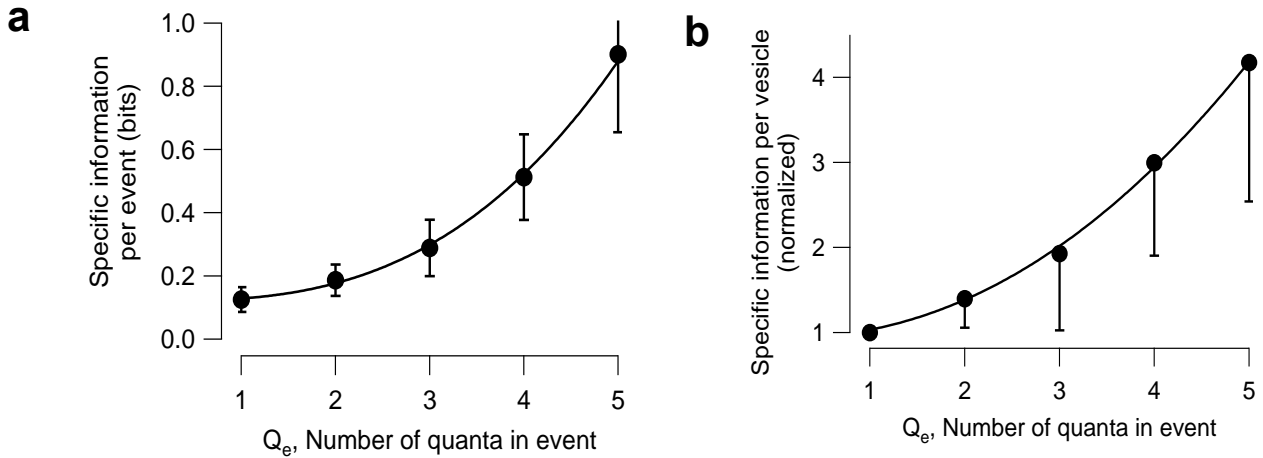 a
Specific information
per event (bits)
1.0
0.8
0.6
0.4
0.2
0.0
1 2 3 4 5
Qe, Number of quanta in event
b
Specific information per vesicle
(normalized)
4
3
2
1
1 2 3 4 5
Qe, Number of quanta in event